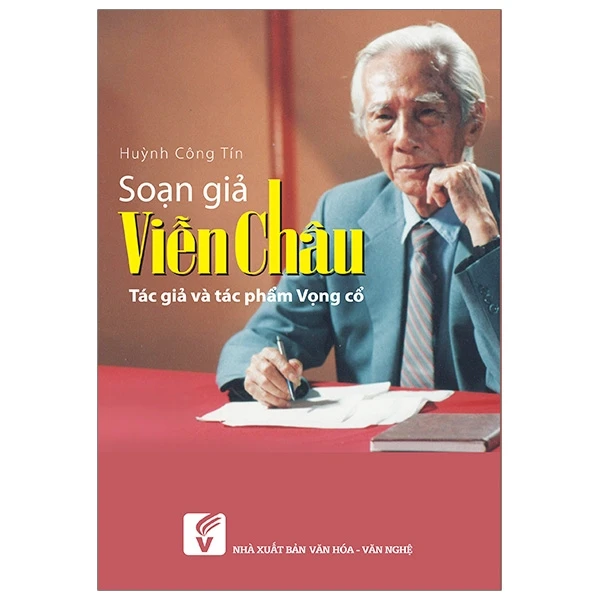 Huỳnh Công Tín
Soạn giả
Viễn Châu
Tác giả và tác phẩm Vọng cổ
V
NHÀ XUẤT BẢN VĂN HÓA - VĂN NGHỆ